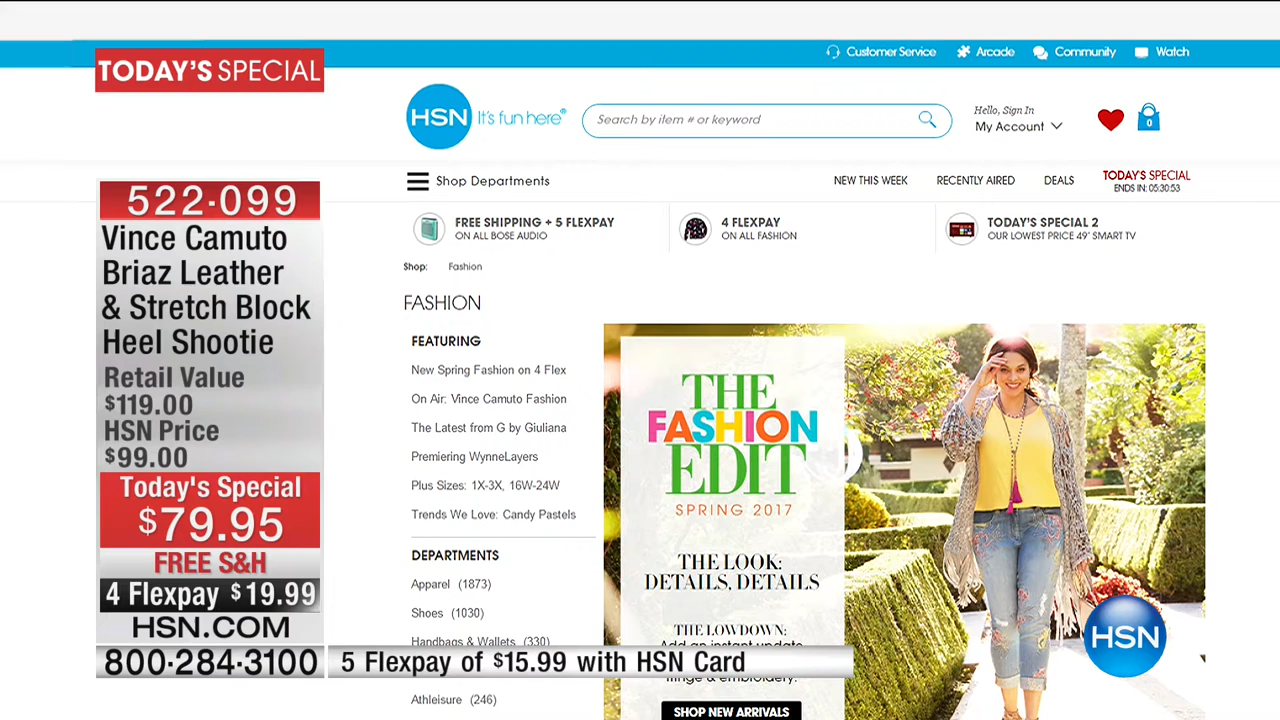 TODAY'S SPECIAL
522-099
Vince Camuto
Briaz Leather
& Stretch Block
Heel Shootie
Retail Value
$119.00
HSN Price
$99.00
Today's Special
$79.95
FREE S&H
4 Flexpay $19.99
HSN.COM
800-284-3100
5 Flexpay of $15.99 with HSN Card
Customer Service
Arcade
Community
Watch
HSN It's fun here®
Search by item # or keyword
Hello, Sign In
My Account
0
Shop Departments
NEW THIS WEEK
RECENTLY AIRED
DEALS
TODAY'S SPECIAL
ENDS IN: 05:30:53
FREE SHIPPING + 5 FLEXPAY
ON ALL BOSE AUDIO
4 FLEXPAY
ON ALL FASHION
TODAY'S SPECIAL 2
OUR LOWEST PRICE 49" SMART TV
Shop: Fashion
FASHION
FEATURING
New Spring Fashion on 4 Flex
On Air: Vince Camuto Fashion
The Latest from G by Giuliana
Premiering WynneLayers
Plus Sizes: 1X-3X, 16W-24W
Trends We Love: Candy Pastels
DEPARTMENTS
Apparel (1873)
Shoes (1030)
Handbags & Wallets (330)
Athleisure (246)
THE
FASHION
EDIT
SPRING 2017
THE LOOK:
DETAILS, DETAILS
THE LOWDOWN:
Add an instant update
fringe & embroidery.
SHOP NEW ARRIVALS
HSN